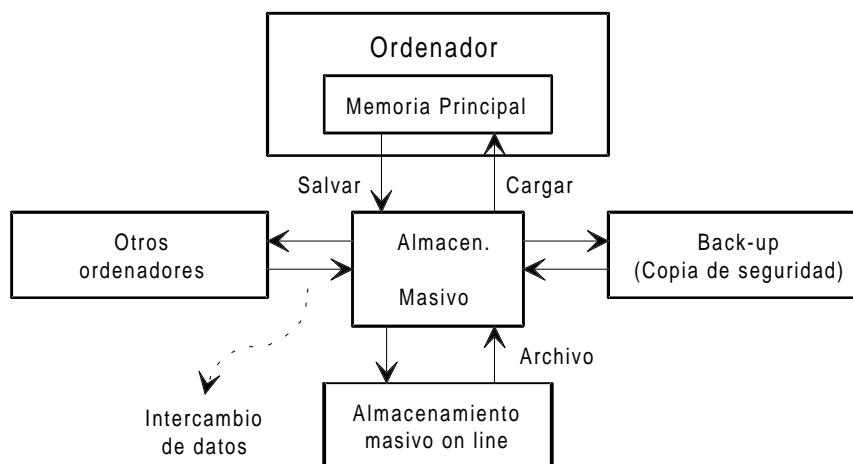 Ordenador
Memoria Principal
Salvar
Cargar
Otros
ordenadores
Almacen.
Masivo
Back-up
(Copia de seguridad)
Archivo
Intercambio
de datos
Almacenamiento
masivo on line